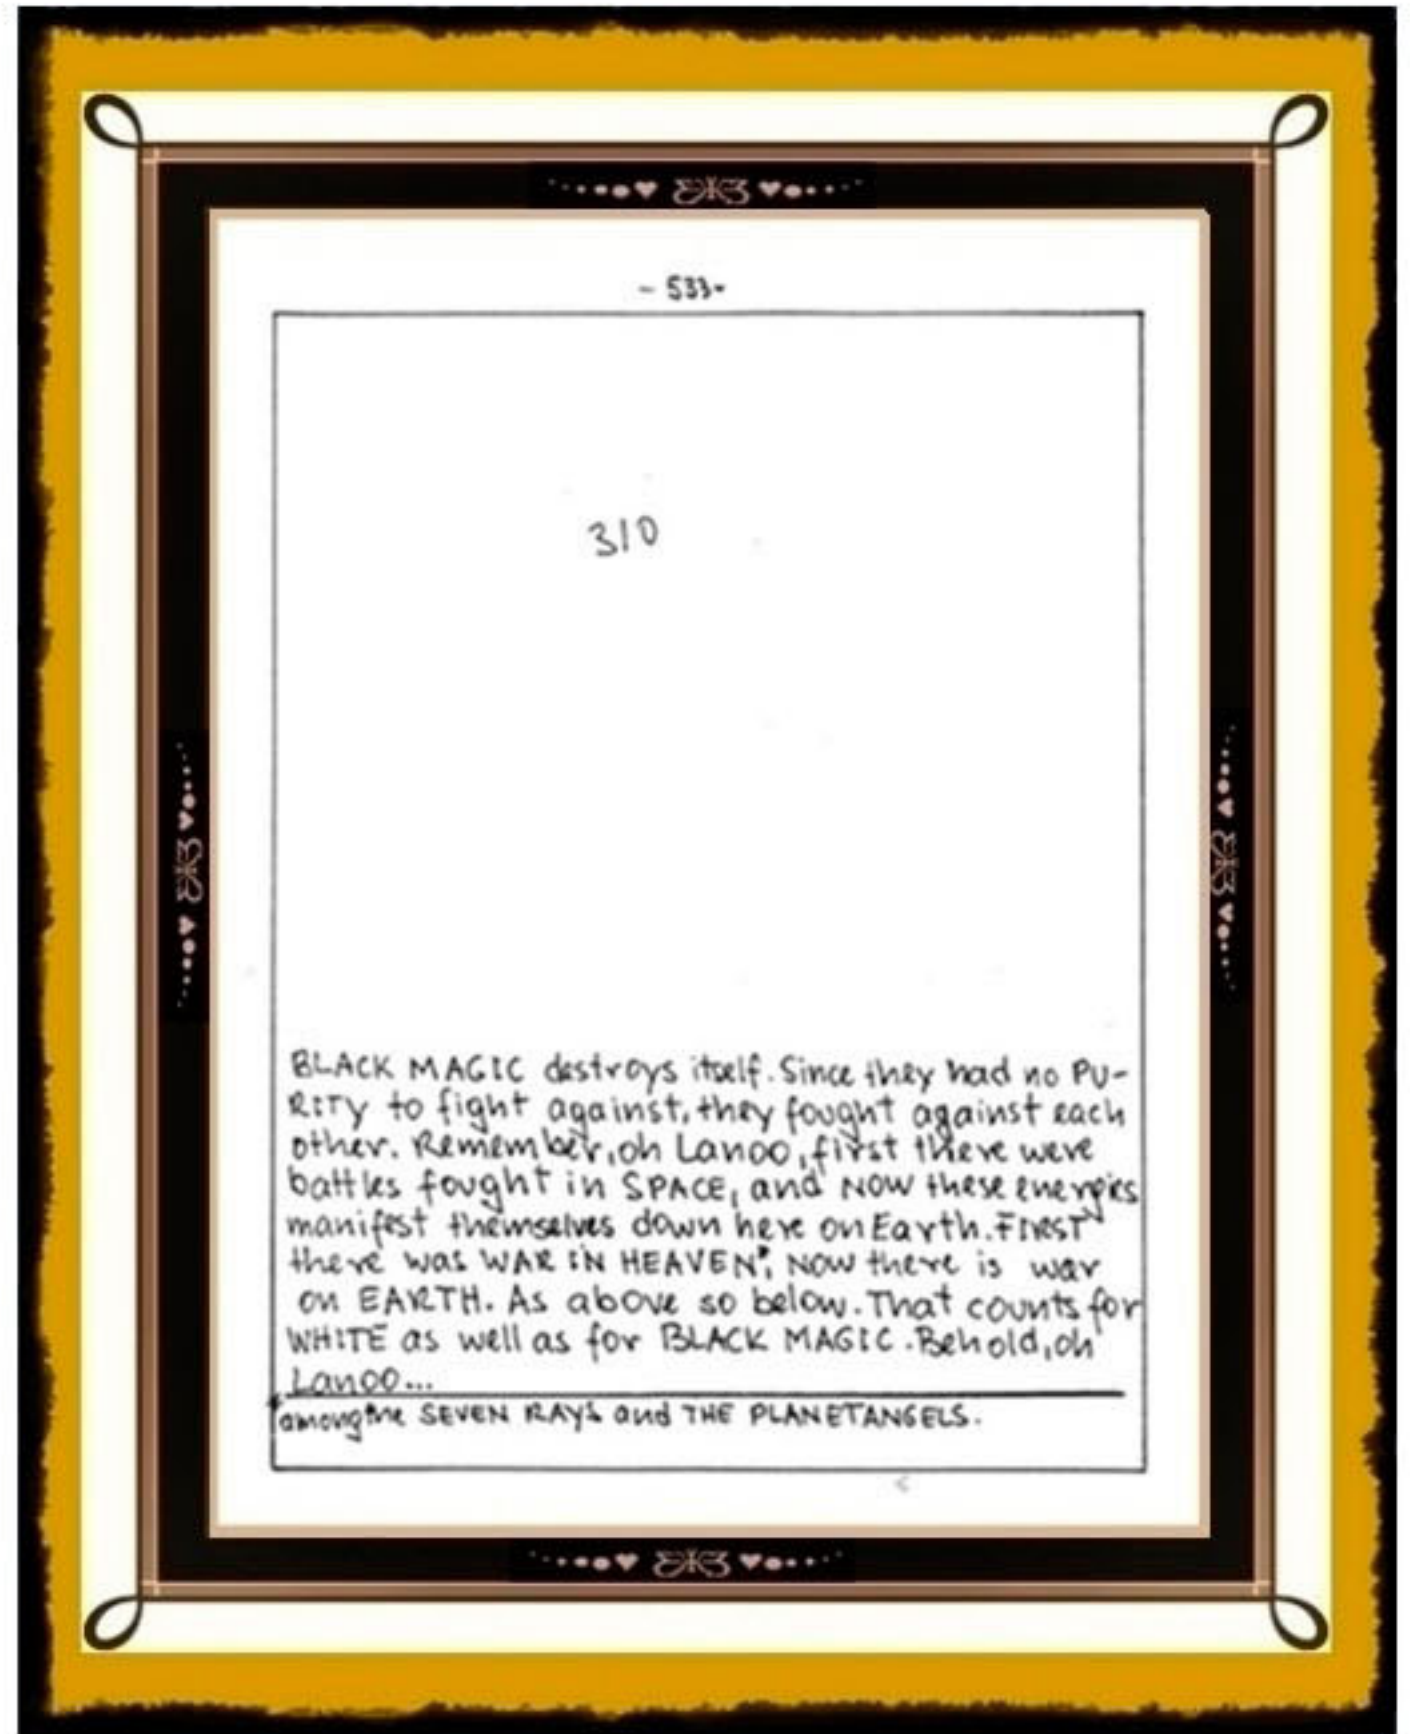 - 533-
310
BLACK MAGIC destroys itself. Since they had no PU-
RITY to fight against, they fought against each
other. Remember, oh Lanoo, first there were
battles fought in SPACE, and NOW these energies
manifest themselves down here on Earth. FIRST
there was WAR IN HEAVEN*, NOW there is war
on EARTH. As above so below. That counts for
WHITE as well as for BLACK MAGIC. Behold, oh
Lanoo...
*among the SEVEN RAYS and THE PLANETANGELS.